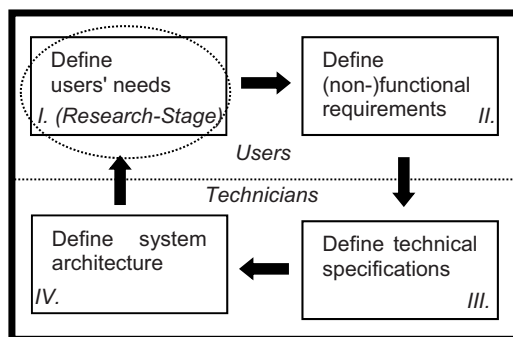 Define
users' needs
I. (Research-Stage)
Define
(non-)functional
requirements
II.
Users
Technicians
Define system
architecture
IV.
Define technical
specifications
III.